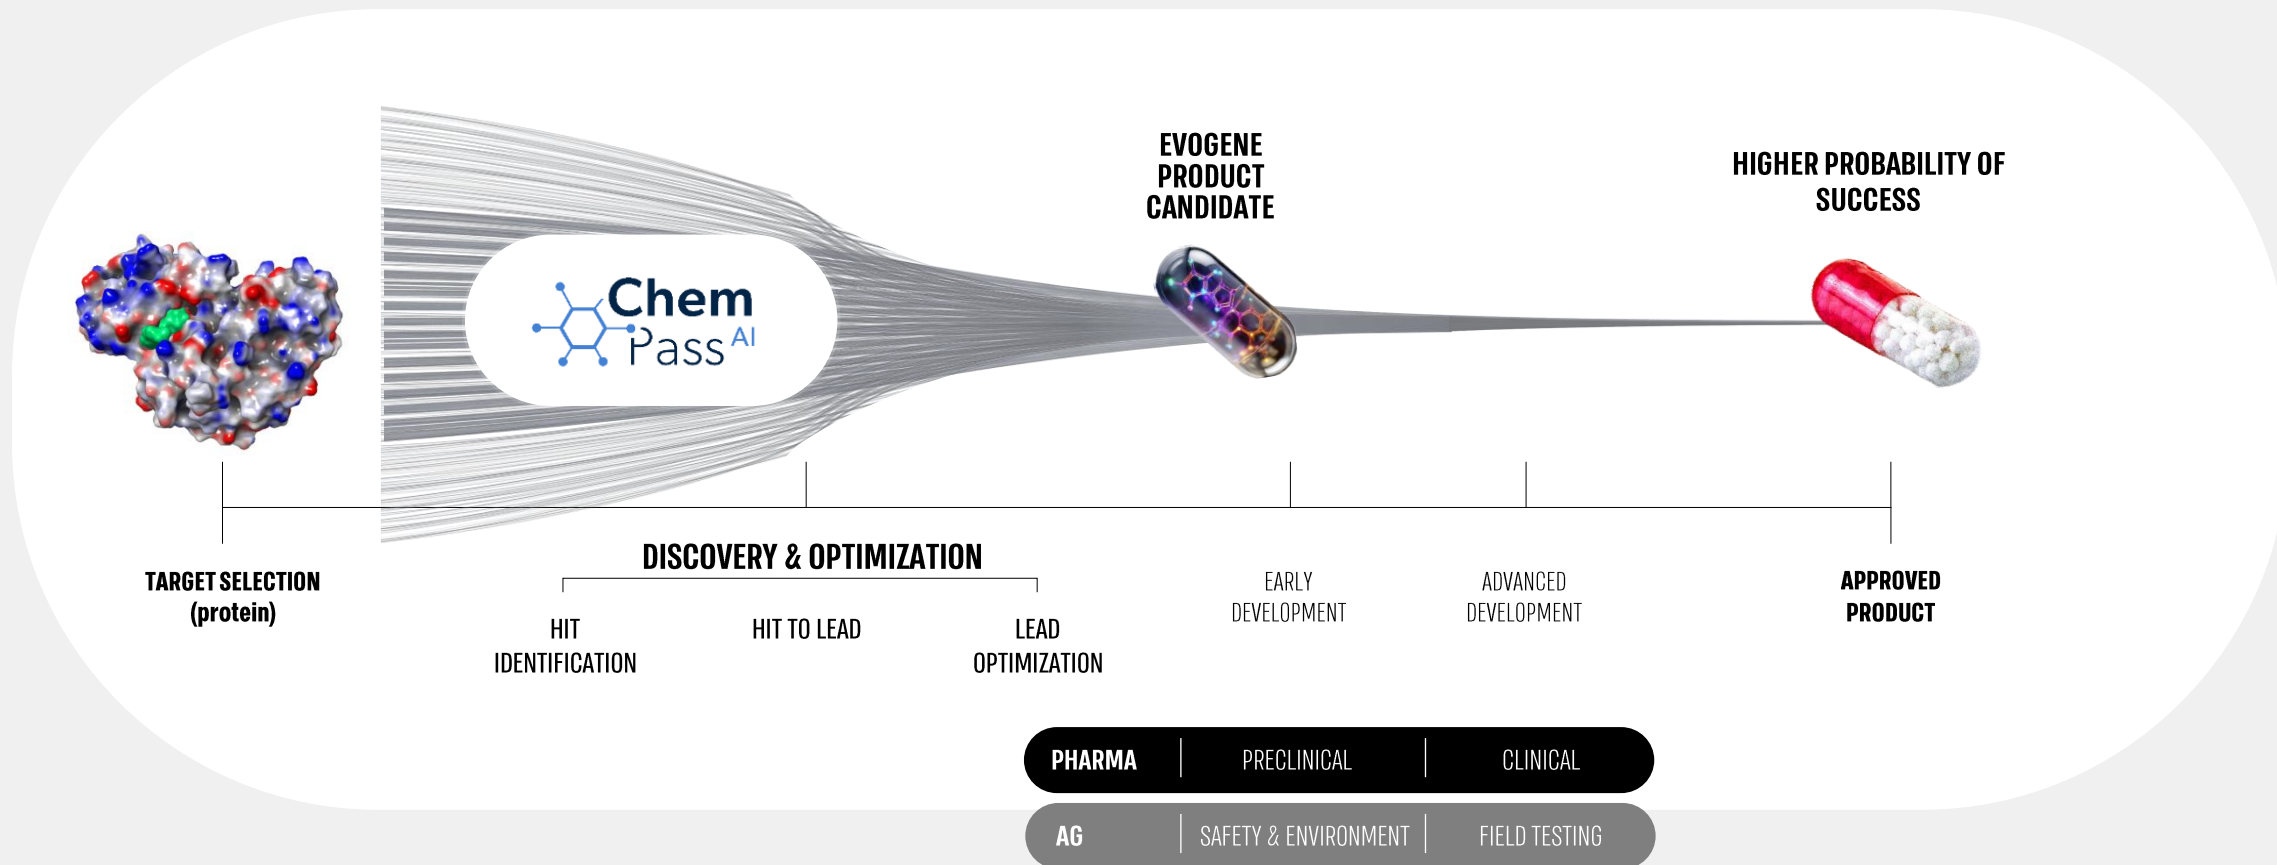 EVOGENE
PRODUCT
CANDIDATE
HIGHER PROBABILITY OF
SUCCESS
Chem
Pass AI
TARGET SELECTION
(protein)
DISCOVERY & OPTIMIZATION
HIT
IDENTIFICATION
HIT TO LEAD
LEAD
OPTIMIZATION
EARLY
DEVELOPMENT
ADVANCED
DEVELOPMENT
APPROVED
PRODUCT
PHARMA PRECLINICAL CLINICAL
AG SAFETY & ENVIRONMENT FIELD TESTING